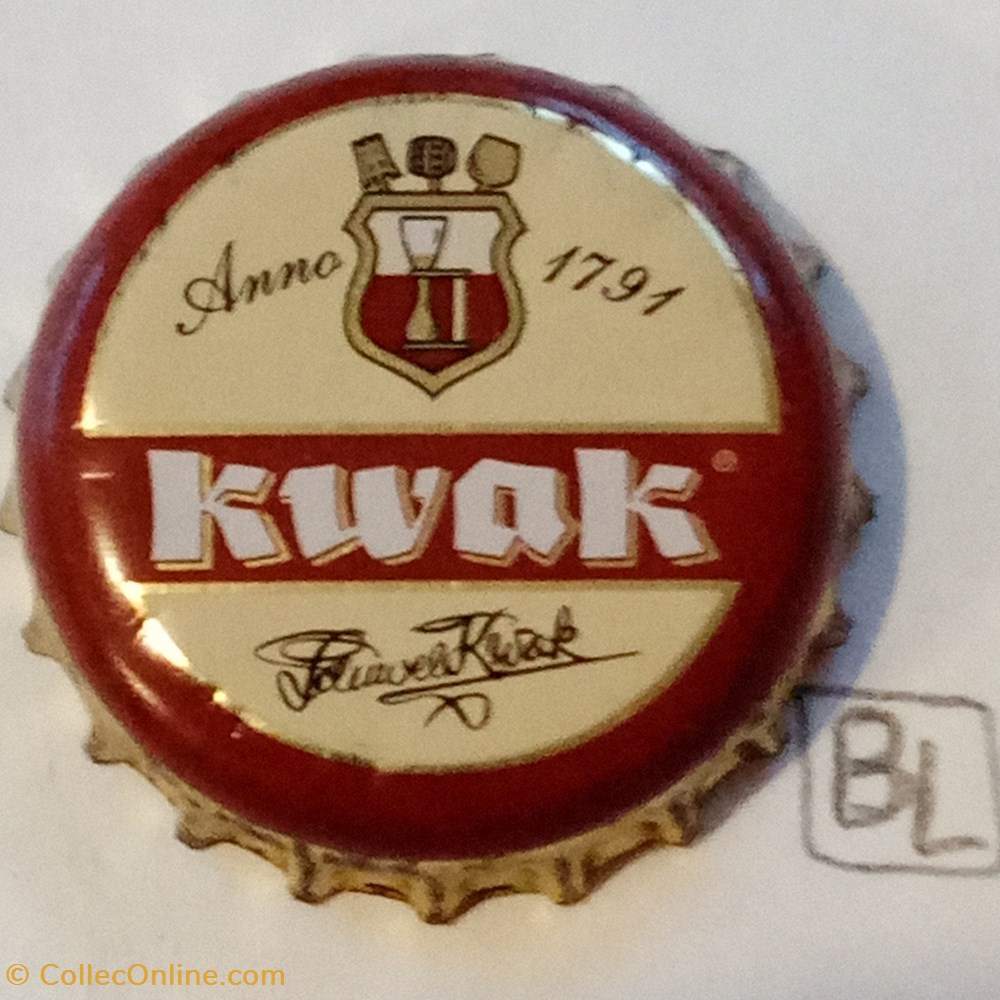 Anno 1791
kwak®
Pauwel Kwak
BL
© CollecOnline.com